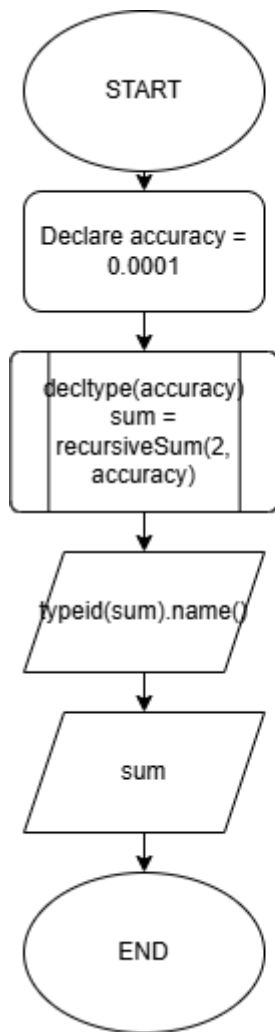 START
Declare accuracy =
0.0001
decltype(accuracy)
sum =
recursiveSum(2,
accuracy)
typeid(sum).name()
sum
END